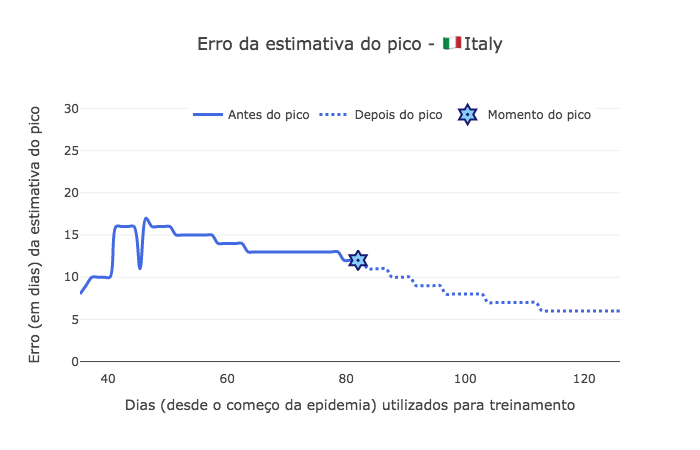 Erro da estimativa do pico - 🇮🇹Italy
Antes do pico
Depois do pico
Momento do pico
Erro (em dias) da estimativa do pico
30
25
20
15
10
5
0
40
60
80
100
120
Dias (desde o começo da epidemia) utilizados para treinamento